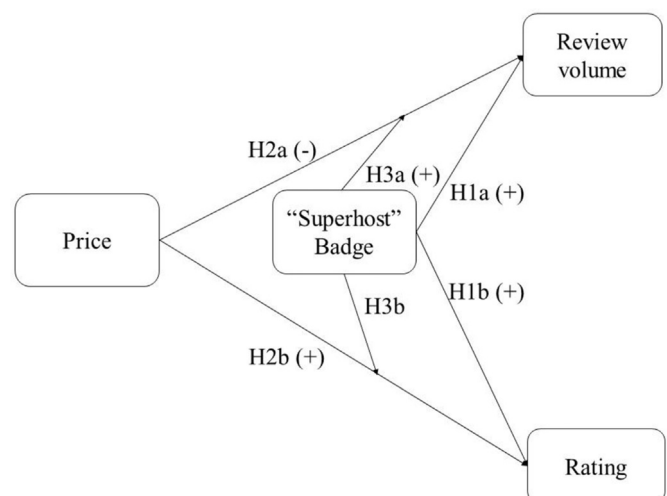 Review
volume
H2a (-)
H3a (+)
H1a (+)
Price
“Superhost”
Badge
H1b (+)
H3b
H2b (+)
Rating